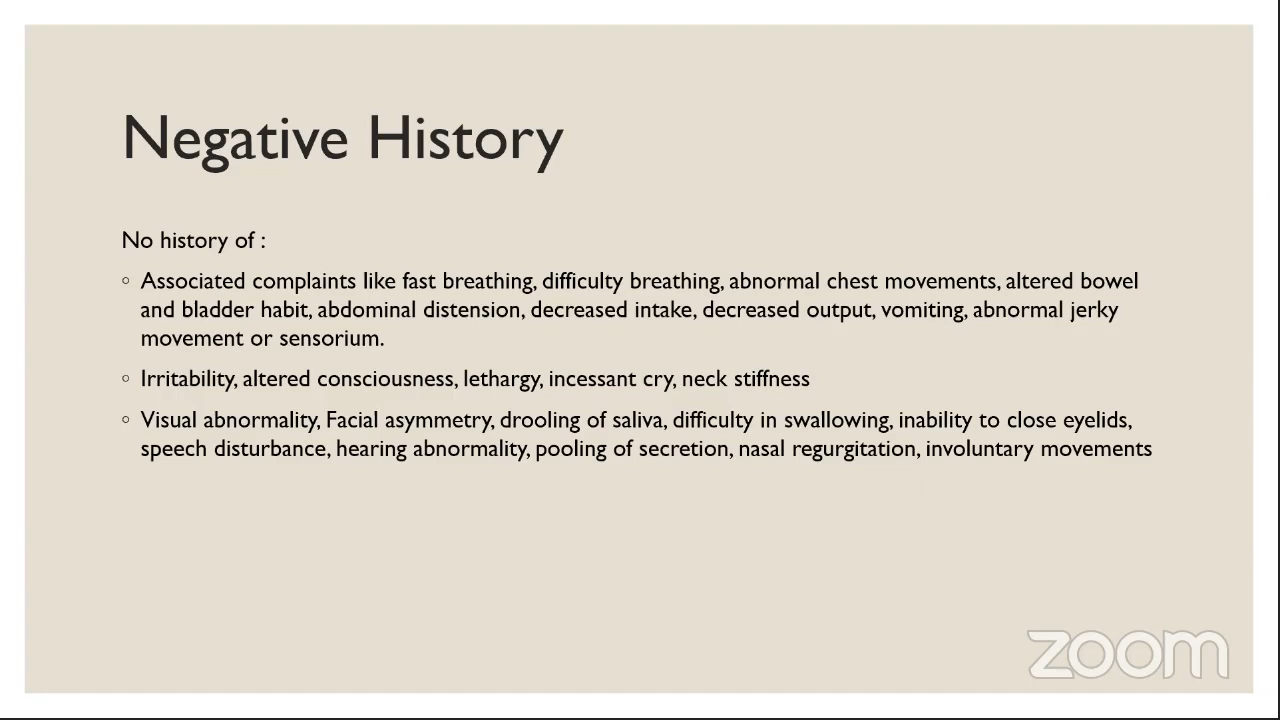 Negative History
No history of :
◦ Associated complaints like fast breathing, difficulty breathing, abnormal chest movements, altered bowel
and bladder habit, abdominal distension, decreased intake, decreased output, vomiting, abnormal jerky
movement or sensorium.
◦ Irritability, altered consciousness, lethargy, incessant cry, neck stiffness
◦ Visual abnormality, Facial asymmetry, drooling of saliva, difficulty in swallowing, inability to close eyelids,
speech disturbance, hearing abnormality, pooling of secretion, nasal regurgitation, involuntary movements
zoom